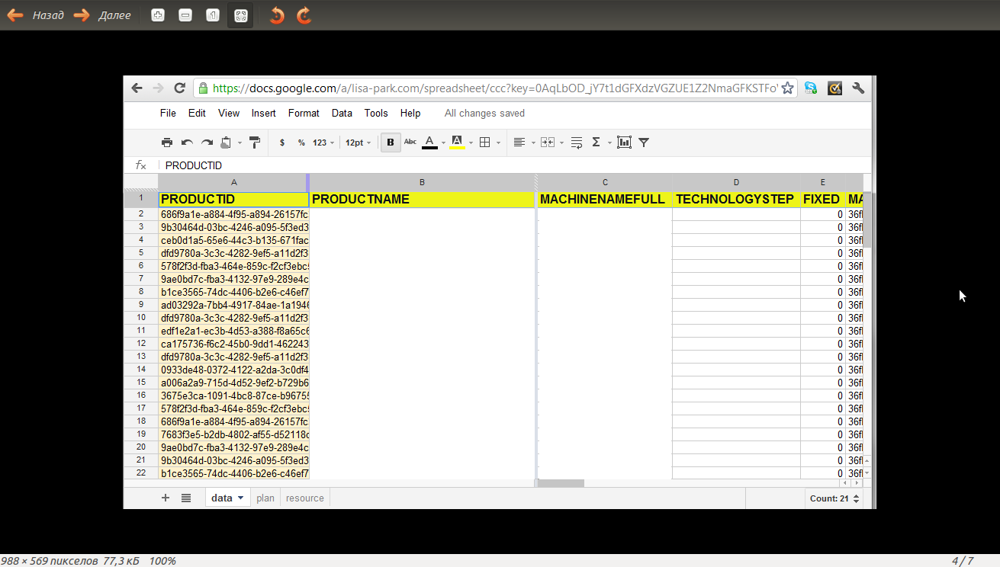 Назад Далее
https://docs.google.com/a/lisa-park.com/spreadsheet/ccc?key=0AqLbOD_jY7t1dGFXdzVGZUE1Z2NmaGFKSTFo
File Edit View Insert Format Data Tools Help All changes saved
$ % 123 12pt B Abc A A Σ
fx PRODUCTID
A B C D E
1 PRODUCTID PRODUCTNAME MACHINENAMEFULL TECHNOLOGYSTEP FIXED MA
2 686f9a1e-a884-4f95-a894-26157fc 0 36f
3 9b30464d-03bc-4246-a095-5f3ed3 0 36f
4 ceb0d1a5-65e6-44c3-b135-671fac 0 36f
5 dfd9780a-3c3c-4282-9ef5-a11d2f3 0 36f
6 578f2f3d-fba3-464e-859c-f2cf3ebc 0 36f
7 9ae0bd7c-fba3-4132-97e9-289e4c 0 36f
8 b1ce3565-74dc-4406-b2e6-c46ef7 0 36f
9 ad03292a-7bb4-4917-84ae-1a194 0 36f
10 dfd9780a-3c3c-4282-9ef5-a11d2f3 0 36f
11 edf1e2a1-ec3b-4d53-a388-f8a65c 0 36f
12 ca175736-f6c2-45b0-9dd1-462243 0 36f
13 dfd9780a-3c3c-4282-9ef5-a11d2f3 0 36f
14 0933de48-0372-4122-a2da-3c0df4 0 36f
15 a006a2a9-715d-4d52-9ef2-b729b6 0 36f
16 3675e3ca-1091-4bc8-87ce-b9675 0 36f
17 578f2f3d-fba3-464e-859c-f2cf3ebc 0 36f
18 686f9a1e-a884-4f95-a894-26157fc 0 36f
19 7683f3e5-b2db-4802-af55-d52118 0 36f
20 9ae0bd7c-fba3-4132-97e9-289e4c 0 36f
21 9b30464d-03bc-4246-a095-5f3ed3 0 36f
22 b1ce3565-74dc-4406-b2e6-c46ef7 0 36f
+ data plan resource Count: 21
988 × 569 пикселов 77,3 кБ 100% 4 / 7